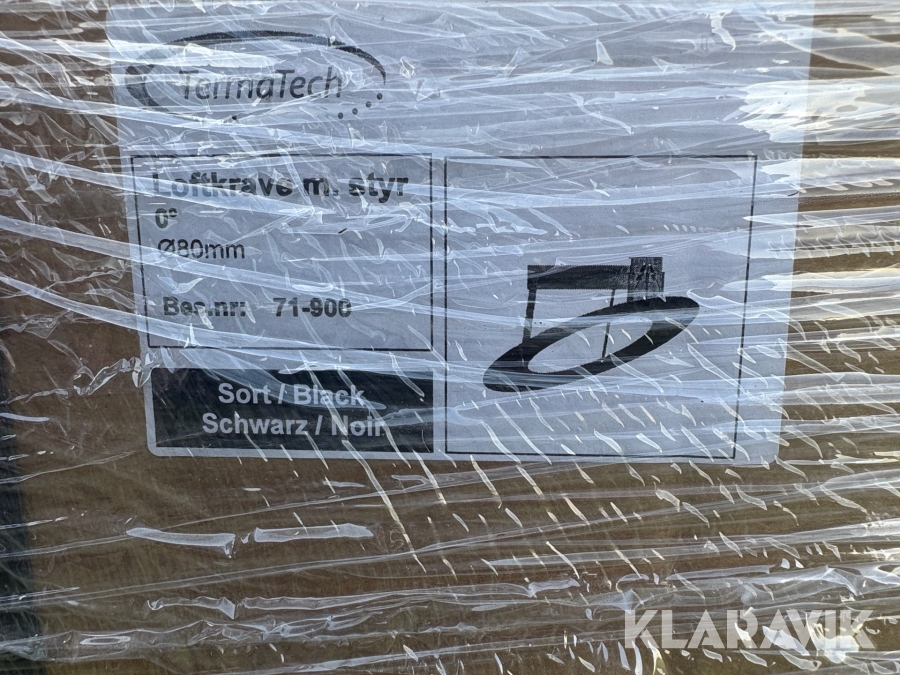 TermaTech
Loftkrave m. styr
0°
Ø80mm
Bes.nr: 71-900
Sort / Black
Schwarz / Noir
KLARAVIK